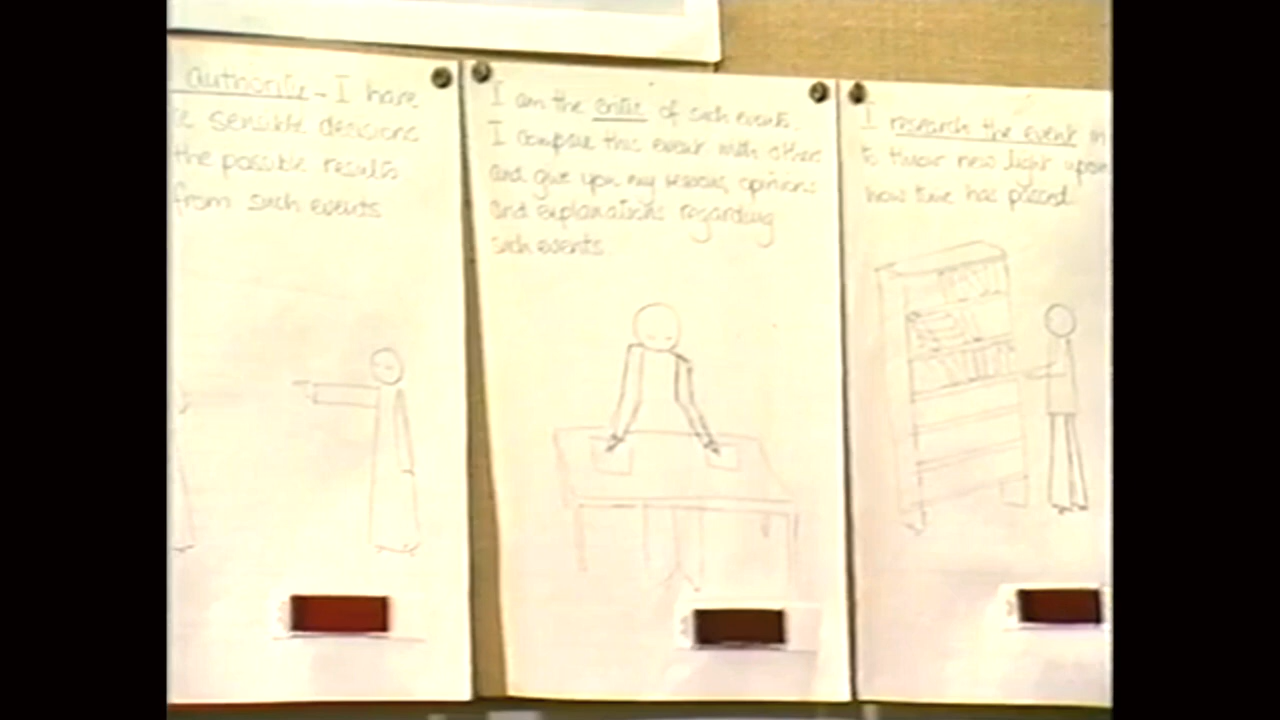 authority - I have
sensible decisions
the possible results
from such events
I am the critic of such events.
I compare this event with other
and give you my reasons, opinions
and explanations regarding
such events.
I research the event
to throw new light upon
how time has passed.